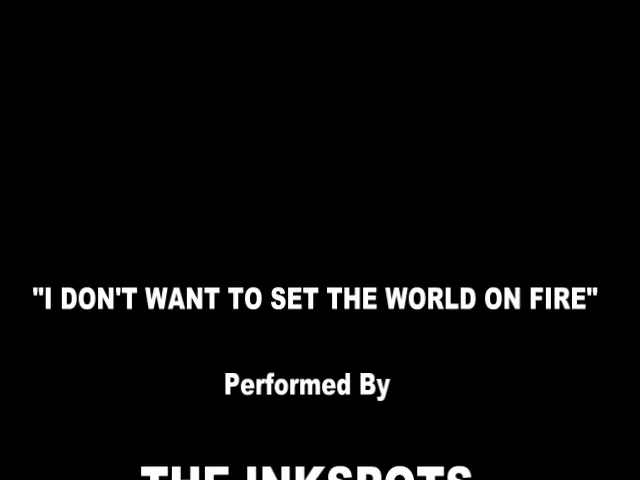 "I DON'T WANT TO SET THE WORLD ON FIRE"
Performed By
THE INKSPOTS